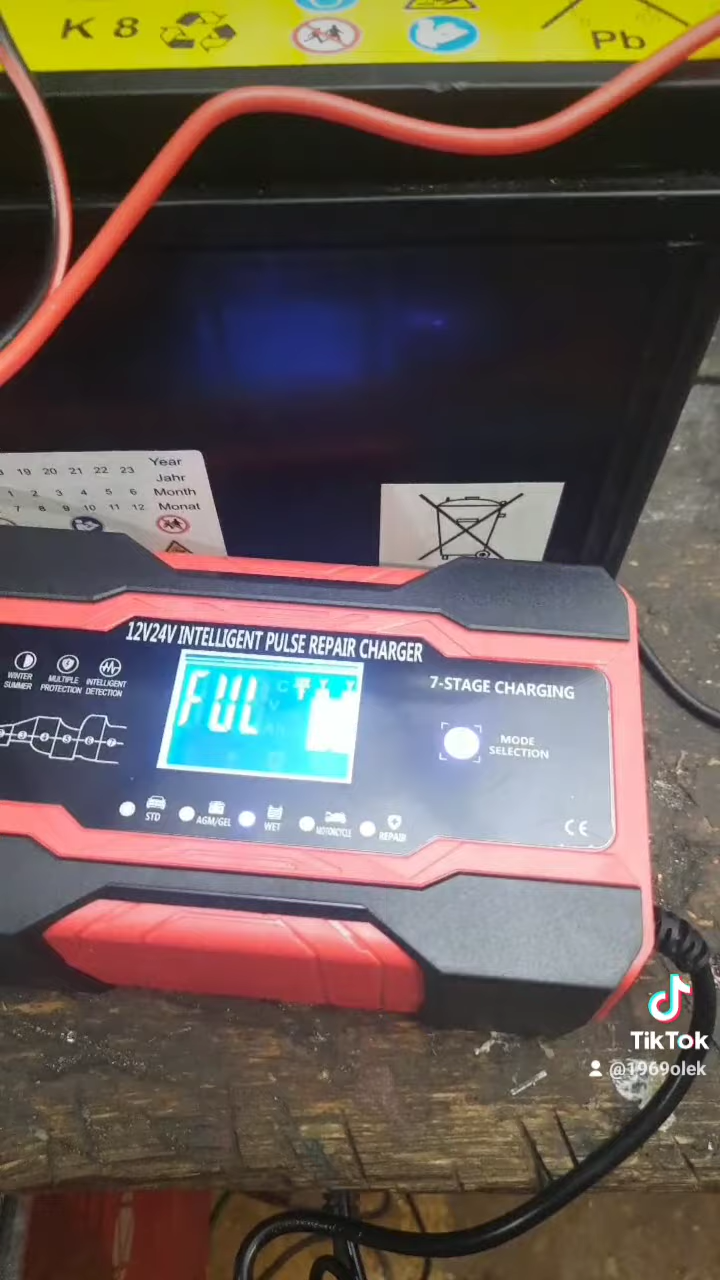 K 8
Pb
19 20 21 22 23 Year
Jahr
1 2 3 4 5 6 Month
7 8 9 10 11 12 Monat
12V24V INTELLIGENT PULSE REPAIR CHARGER
WINTER
SUMMER
MULTIPLE
PROTECTION
INTELLIGENT
DETECTION
FUL
7-STAGE CHARGING
MODE
SELECTION
STD
AGM/GEL
WET
MOTORCYCLE
REPAIR
CE
TikTok
@1969olek